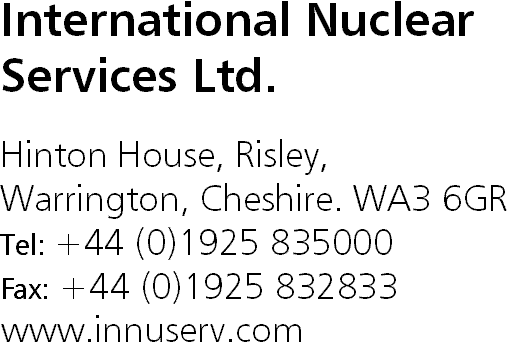 International Nuclear
Services Ltd.
Hinton House, Risley,
Warrington, Cheshire. WA3 6GR
Tel: +44 (0)1925 835000
Fax: +44 (0)1925 832833
www.innuserv.com